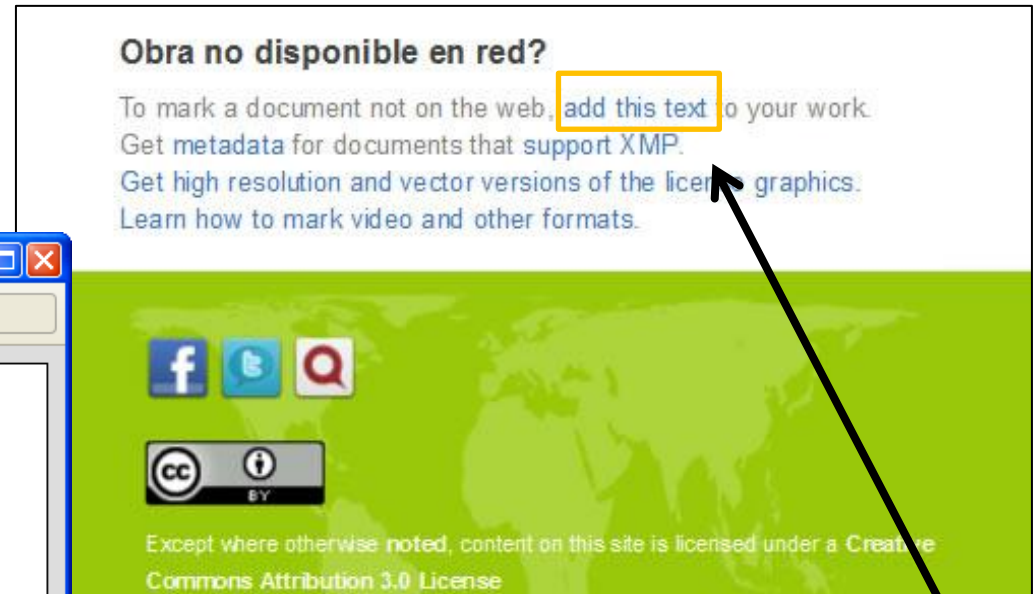 Obra no disponible en red?
To mark a document not on the web, add this text to your work.
Get metadata for documents that support XMP.
Get high resolution and vector versions of the license graphics.
Learn how to mark video and other formats.
f t Q
cc BY
Except where otherwise noted, content on this site is licensed under a Creative
Commons Attribution 3.0 License